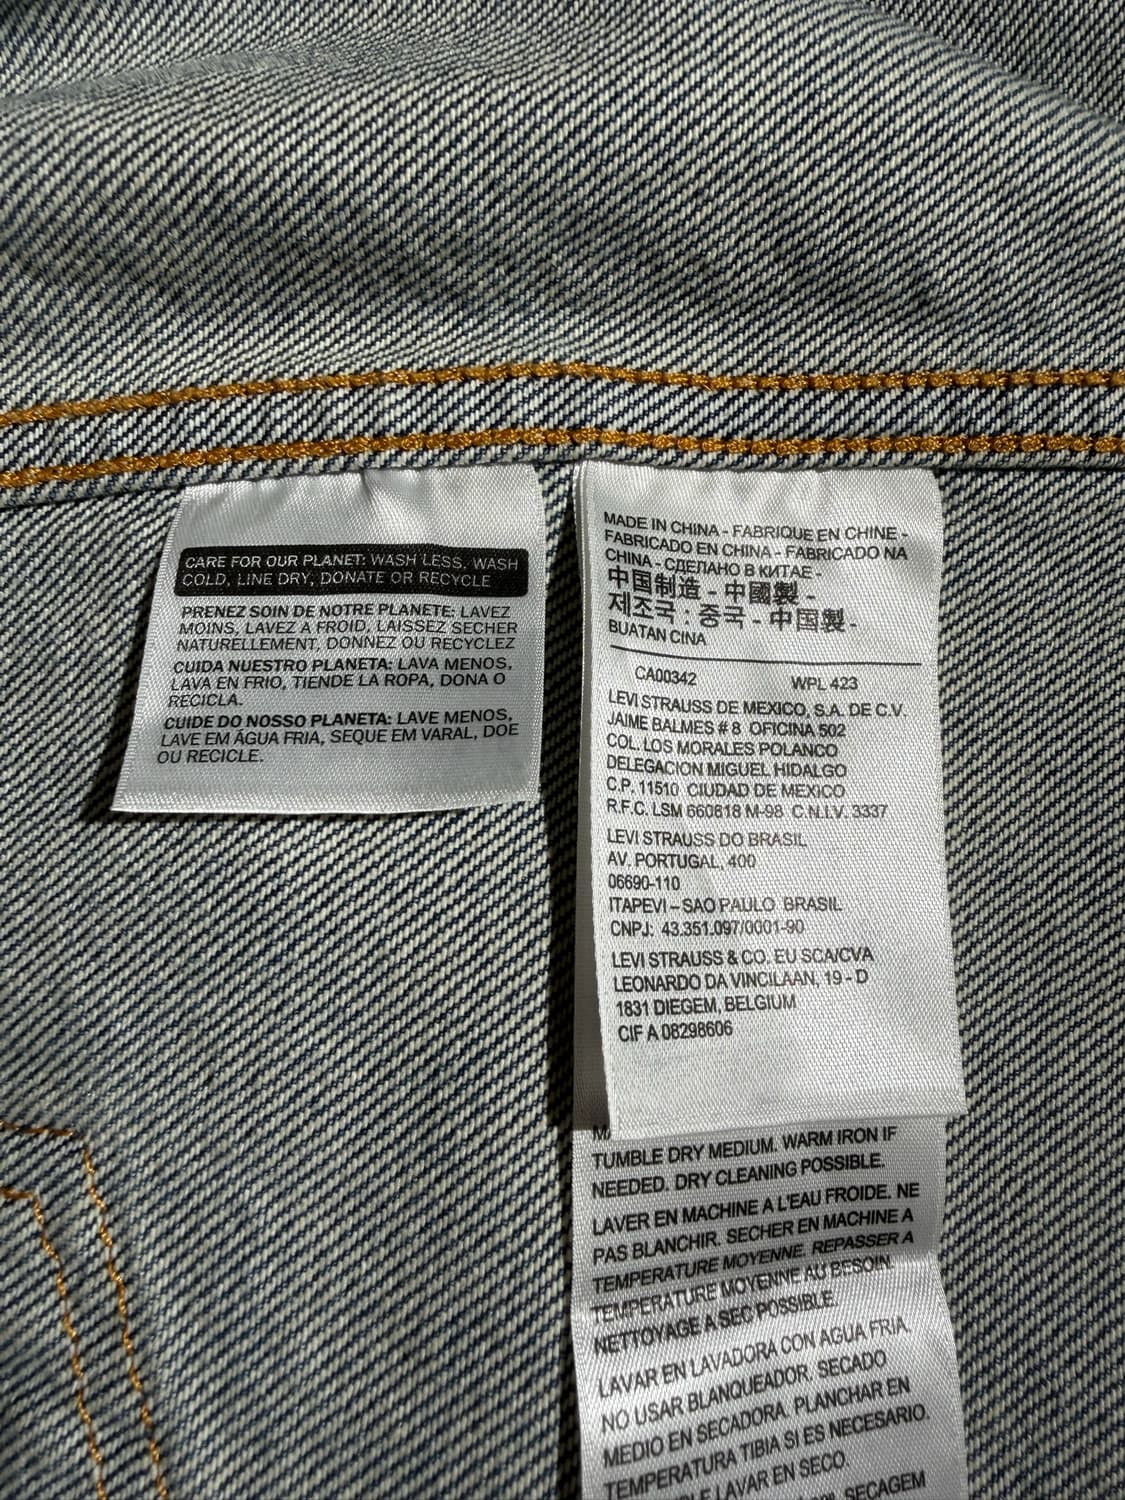 CARE FOR OUR PLANET: WASH LESS, WASH
COLD, LINE DRY, DONATE OR RECYCLE
PRENEZ SOIN DE NOTRE PLANETE: LAVEZ
MOINS, LAVEZ A FROID, LAISSEZ SECHER
NATURELLEMENT, DONNEZ OU RECYCLEZ
CUIDA NUESTRO PLANETA: LAVA MENOS,
LAVA EN FRIO, TIENDE LA ROPA, DONA O
RECICLA.
CUIDE DO NOSSO PLANETA: LAVE MENOS,
LAVE EM ÁGUA FRIA, SEQUE EM VARAL, DOE
OU RECICLE.
MADE IN CHINA - FABRIQUE EN CHINE -
FABRICADO EN CHINA - FABRICADO NA
CHINA - СДЕЛАНО В КИТАЕ -
中国制造 - 中國製 -
제조국 : 중국 - 中国製 -
BUATAN CINA
CA00342 WPL 423
LEVI STRAUSS DE MEXICO, S.A. DE C.V.
JAIME BALMES # 8 OFICINA 502
COL. LOS MORALES POLANCO
DELEGACION MIGUEL HIDALGO
C.P. 11510 CIUDAD DE MEXICO
R.F.C. LSM 660818 M-98 C.N.I.V. 3337
LEVI STRAUSS DO BRASIL
AV. PORTUGAL, 400
06690-110
ITAPEVI – SAO PAULO BRASIL
CNPJ: 43.351.097/0001-90
LEVI STRAUSS & CO. EU SCA/CVA
LEONARDO DA VINCILAAN, 19 - D
1831 DIEGEM, BELGIUM
CIF A 08298606
TUMBLE DRY MEDIUM. WARM IRON IF
NEEDED. DRY CLEANING POSSIBLE.
LAVER EN MACHINE A L'EAU FROIDE. NE
PAS BLANCHIR. SECHER EN MACHINE A
TEMPERATURE MOYENNE. REPASSER A
TEMPERATURE MOYENNE AU BESOIN.
NETTOYAGE A SEC POSSIBLE.
LAVAR EN LAVADORA CON AGUA FRIA.
NO USAR BLANQUEADOR. SECADO
MEDIO EN SECADORA. PLANCHAR EN
TEMPERATURA TIBIA SI ES NECESARIO.
LAVAR EN SECO.
SECAGEM